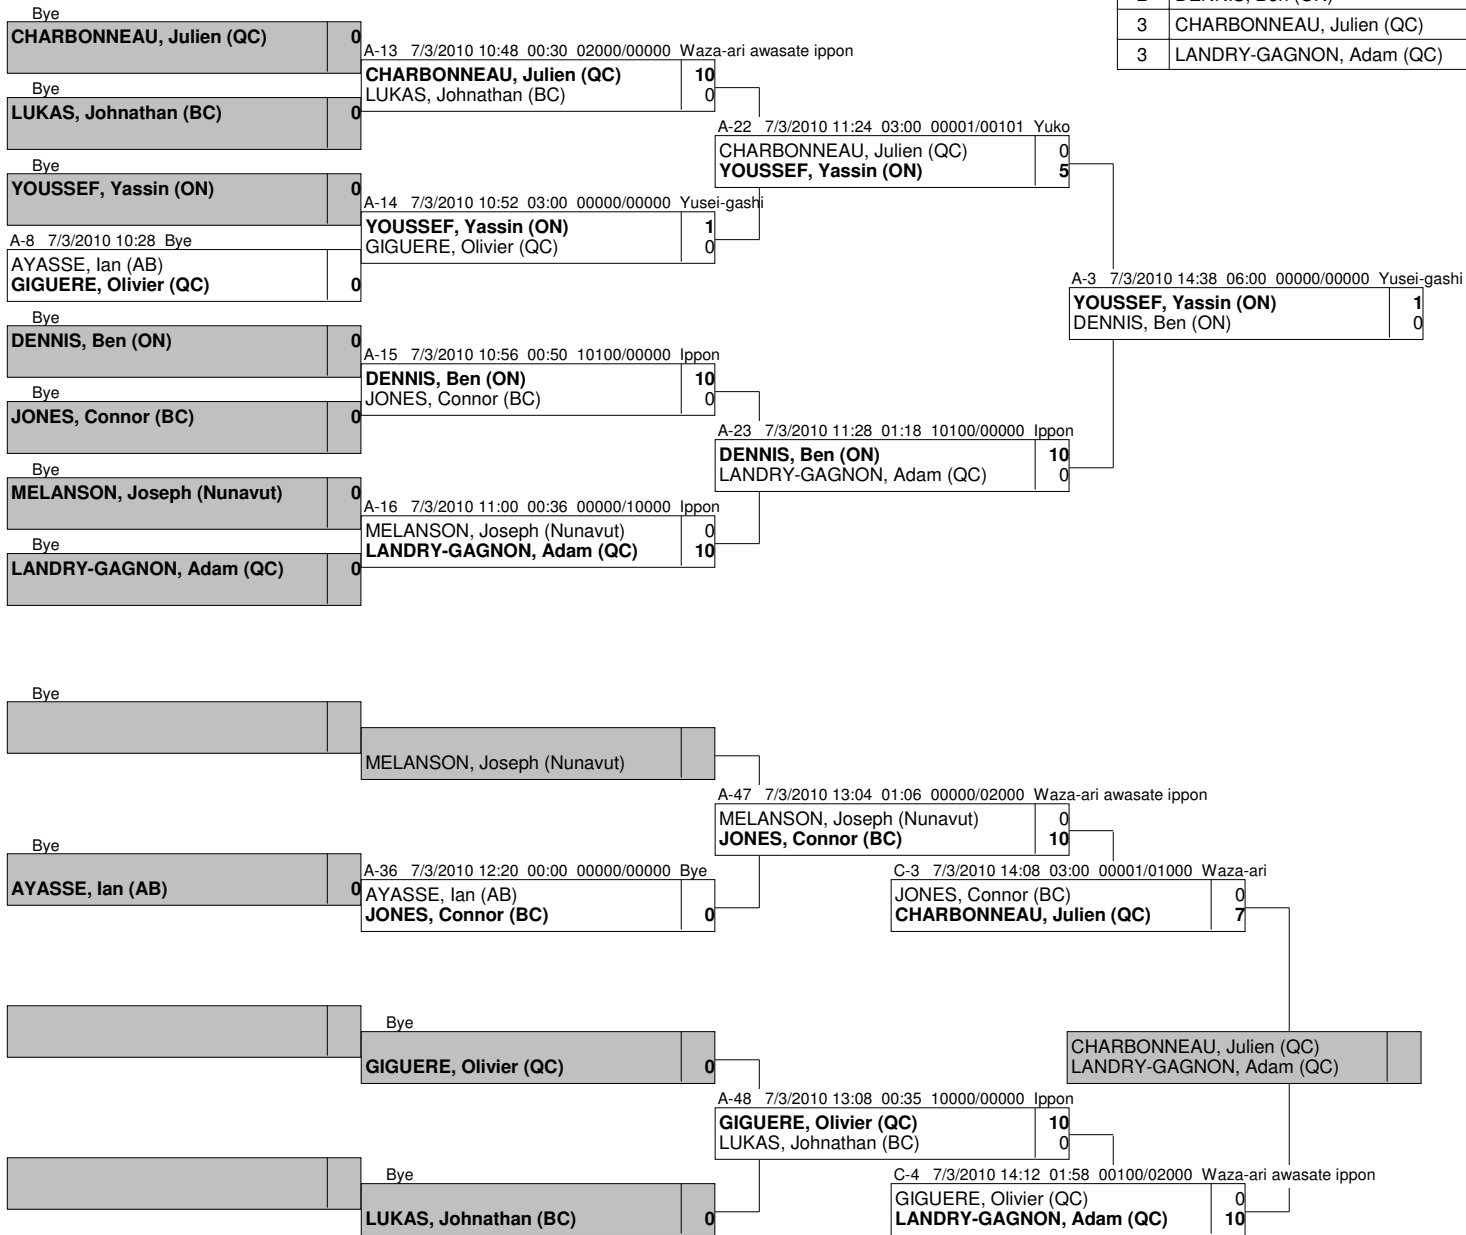 Bye
CHARBONNEAU, Julien (QC) 0
Bye
LUKAS, Johnathan (BC) 0
Bye
YOUSSEF, Yassin (ON) 0
A-8 7/3/2010 10:28 Bye
AYASSE, Ian (AB)
GIGUERE, Olivier (QC) 0
Bye
DENNIS, Ben (ON) 0
Bye
JONES, Connor (BC) 0
Bye
MELANSON, Joseph (Nunavut) 0
Bye
LANDRY-GAGNON, Adam (QC) 0
A-13 7/3/2010 10:48 00:30 02000/00000 Waza-ari awasate ippon
CHARBONNEAU, Julien (QC) 10
LUKAS, Johnathan (BC) 0
A-14 7/3/2010 10:52 03:00 00000/00000 Yusei-gashi
YOUSSEF, Yassin (ON) 1
GIGUERE, Olivier (QC) 0
A-15 7/3/2010 10:56 00:50 10100/00000 Ippon
DENNIS, Ben (ON) 10
JONES, Connor (BC) 0
A-16 7/3/2010 11:00 00:36 00000/10000 Ippon
MELANSON, Joseph (Nunavut) 0
LANDRY-GAGNON, Adam (QC) 10
A-22 7/3/2010 11:24 03:00 00001/00101 Yuko
CHARBONNEAU, Julien (QC) 0
YOUSSEF, Yassin (ON) 5
A-23 7/3/2010 11:28 01:18 10100/00000 Ippon
DENNIS, Ben (ON) 10
LANDRY-GAGNON, Adam (QC) 0
A-3 7/3/2010 14:38 06:00 00000/00000 Yusei-gashi
YOUSSEF, Yassin (ON) 1
DENNIS, Ben (ON) 0
3 CHARBONNEAU, Julien (QC)
3 LANDRY-GAGNON, Adam (QC)
Bye
MELANSON, Joseph (Nunavut)
Bye
AYASSE, Ian (AB) 0
A-36 7/3/2010 12:20 00:00 00000/00000 Bye
AYASSE, Ian (AB)
JONES, Connor (BC) 0
A-47 7/3/2010 13:04 01:06 00000/02000 Waza-ari awasate ippon
MELANSON, Joseph (Nunavut) 0
JONES, Connor (BC) 10
C-3 7/3/2010 14:08 03:00 00001/01000 Waza-ari
JONES, Connor (BC) 0
CHARBONNEAU, Julien (QC) 7
Bye
GIGUERE, Olivier (QC) 0
Bye
LUKAS, Johnathan (BC) 0
A-48 7/3/2010 13:08 00:35 10000/00000 Ippon
GIGUERE, Olivier (QC) 10
LUKAS, Johnathan (BC) 0
C-4 7/3/2010 14:12 01:58 00100/02000 Waza-ari awasate ippon
GIGUERE, Olivier (QC) 0
LANDRY-GAGNON, Adam (QC) 10
CHARBONNEAU, Julien (QC)
LANDRY-GAGNON, Adam (QC)